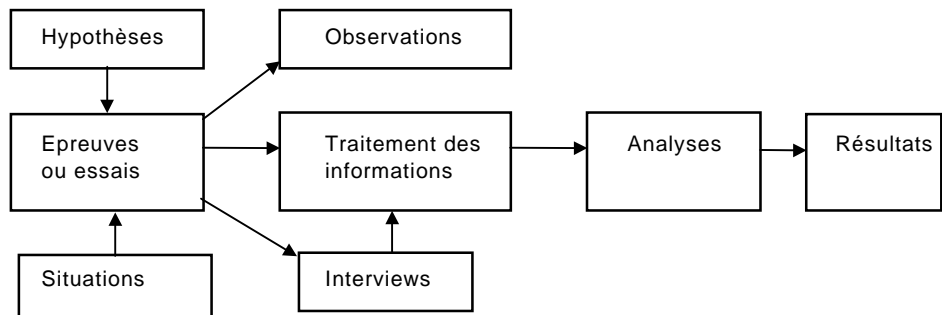 Hypothèses
Observations
Epreuves
ou essais
Traitement des
informations
Analyses
Résultats
Situations
Interviews